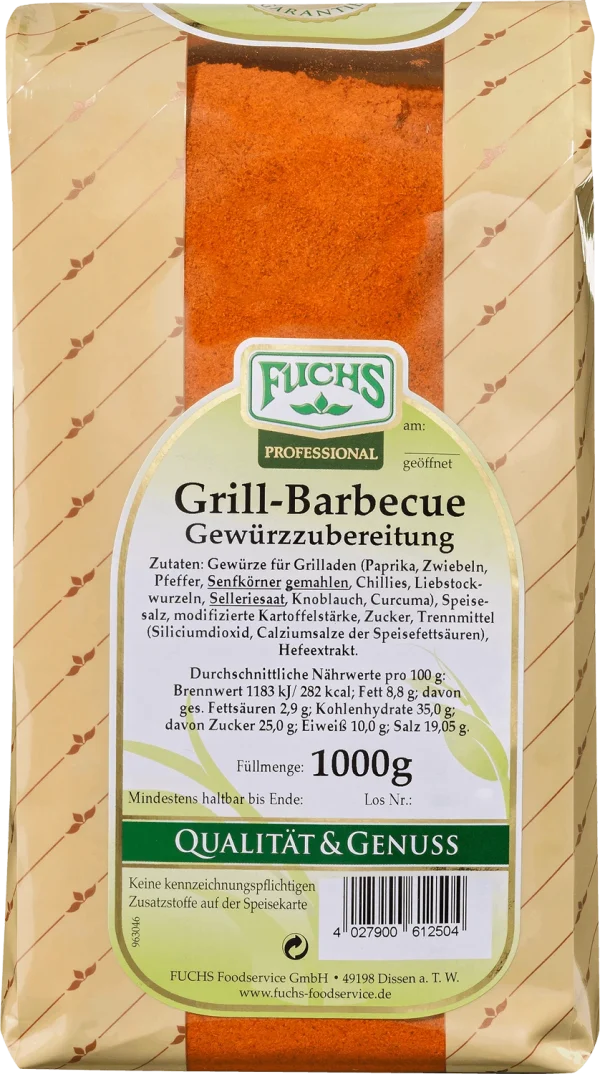 GARANTIE
FUCHS
PROFESSIONAL
am:
geöffnet
Grill-Barbecue
Gewürzzubereitung
Zutaten: Gewürze für Grilladen (Paprika, Zwiebeln,
Pfeffer, Senfkörner gemahlen, Chillies, Liebstock-
wurzeln, Selleriesaat, Knoblauch, Curcuma), Speise-
salz, modifizierte Kartoffelstärke, Zucker, Trennmittel
(Siliciumdioxid, Calziumsalze der Speisefettsäuren),
Hefeextrakt.
Durchschnittliche Nährwerte pro 100 g:
Brennwert 1183 kJ/ 282 kcal; Fett 8,8 g; davon
ges. Fettsäuren 2,9 g; Kohlenhydrate 35,0 g;
davon Zucker 25,0 g; Eiweiß 10,0 g; Salz 19,05 g.
Füllmenge: 1000g
Mindestens haltbar bis Ende: Los Nr.:
QUALITÄT & GENUSS
Keine kennzeichnungspflichtigen
Zusatzstoffe auf der Speisekarte
963046
4 027900 612504
FUCHS Foodservice GmbH • 49198 Dissen a. T. W.
www.fuchs-foodservice.de